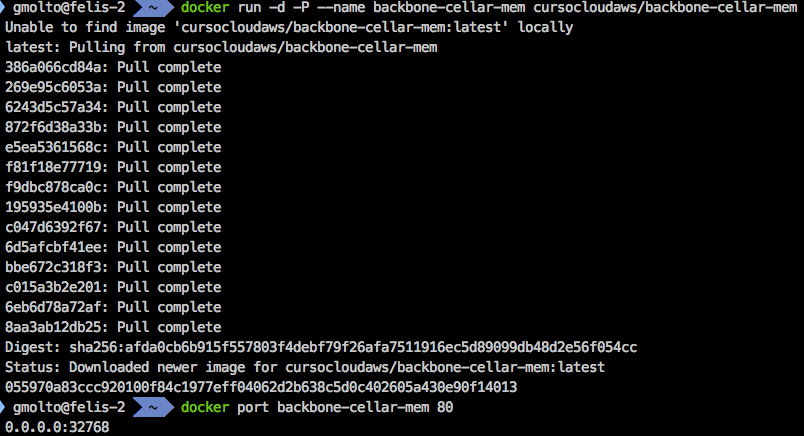 gmolto@felis-2 ~ docker run -d -P --name backbone-cellar-mem cursocloudaws/backbone-cellar-mem
Unable to find image 'cursocloudaws/backbone-cellar-mem:latest' locally
latest: Pulling from cursocloudaws/backbone-cellar-mem
386a066cd84a: Pull complete
269e95c6053a: Pull complete
6243d5c57a34: Pull complete
872f6d38a33b: Pull complete
e5ea5361568c: Pull complete
f81f18e77719: Pull complete
f9dbc878ca0c: Pull complete
195935e4100b: Pull complete
c047d6392f67: Pull complete
6d5afcbf41ee: Pull complete
bbe672c318f3: Pull complete
c015a3b2e201: Pull complete
6eb6d78a72af: Pull complete
8aa3ab12db25: Pull complete
Digest: sha256:afda0cb6b915f557803f4debf79f26afa7511916ec5d89099db48d2e56f054cc
Status: Downloaded newer image for cursocloudaws/backbone-cellar-mem:latest
055970a83ccc920100f84c1977eff04062d2b638c5d0c402605a430e90f14013
gmolto@felis-2 ~ docker port backbone-cellar-mem 80
0.0.0.0:32768